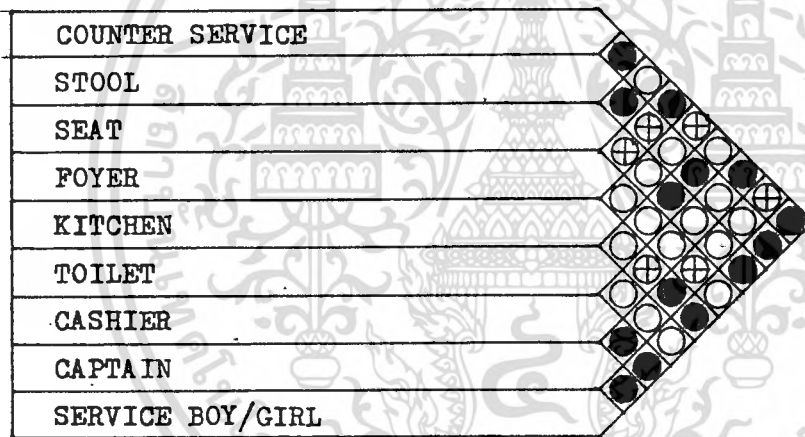 COUNTER SERVICE
STOOL
SEAT
FOYER
KITCHEN
TOILET
CASHIER
CAPTAIN
SERVICE BOY/GIRL